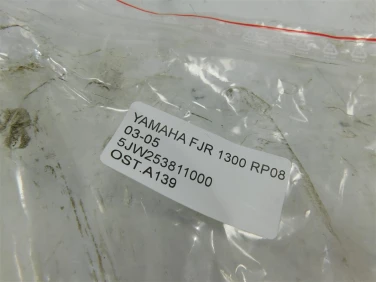 YAMAHA FJR 1300 RP08
03-05
5JW253811000
OST.A139